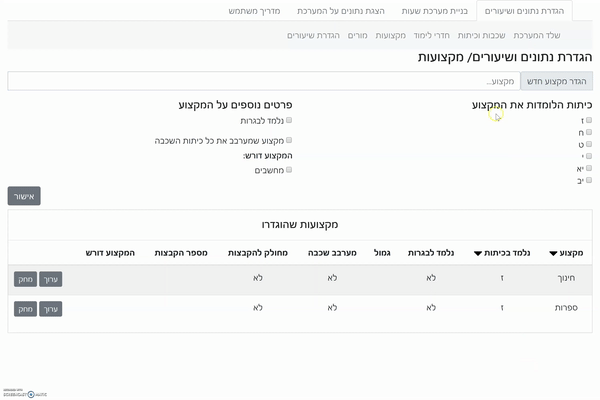 הגדרת נתונים ושיעורים בניית מערכת שעות הצגת נתונים על המערכת מדריך משתמש
שלד המערכת שכבות וכיתות חדרי לימוד מקצועות מורים הגדרת שיעורים
הגדרת נתונים ושיעורים/ מקצועות
הגדר מקצוע חדש מקצוע...
כיתות הלומדות את המקצוע
ז
ח
ט
י
יא
יב
פרטים נוספים על המקצוע
נלמד לבגרות
מקצוע שמערבב את כל כיתות השכבה
המקצוע דורש:
מחשבים
אישור
מקצועות שהוגדרו
מקצוע נלמד בכיתות נלמד לבגרות גמול מערבב שכבה מחולק להקבצות מספר הקבצות המקצוע דורש
חינוך ז לא לא לא ערוך מחק
ספרות ז לא לא לא ערוך מחק